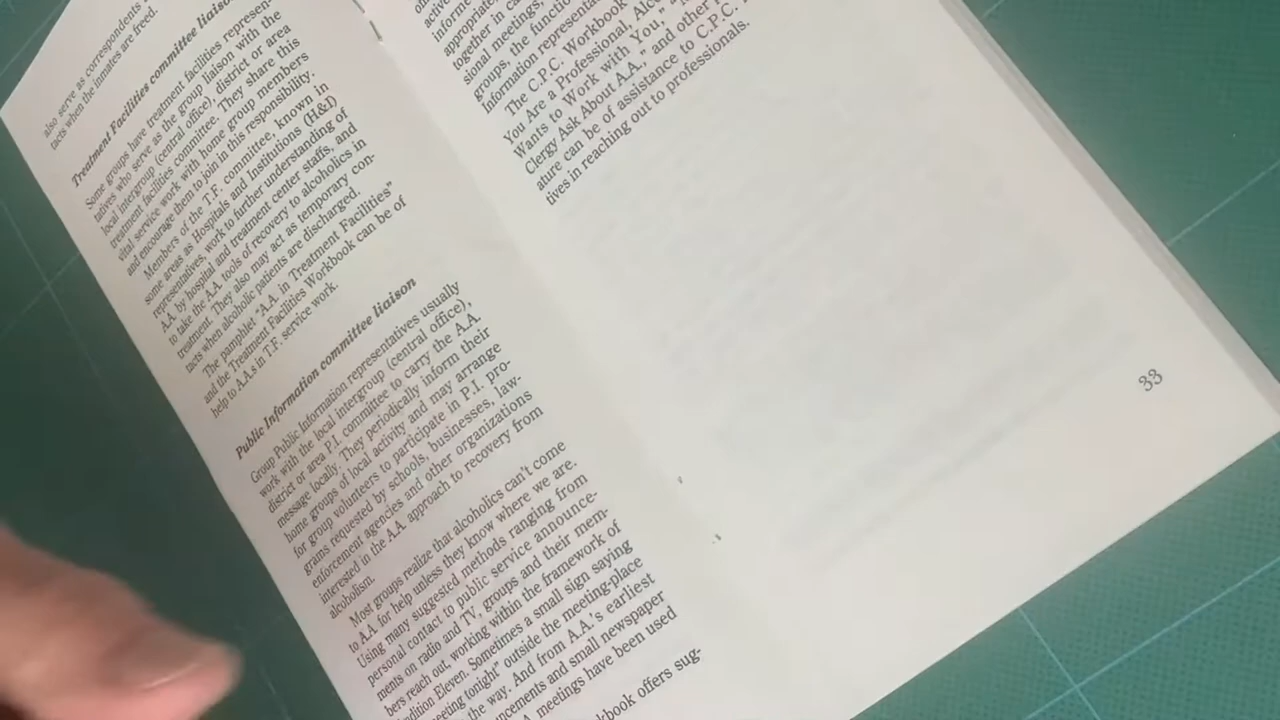 also serve as correspondents
tacts when the inmates are freed.
Treatment Facilities committee liaison
Some groups have treatment facilities represen
tatives who serve as the group liaison with the
local intergroup (central office), district or area
treatment facilities committee. They share this
vital service work with home group members
and encourage them to join in this responsibility.
Members of the T.F. committee, known in
some areas as Hospitals and Institutions (H&I)
representatives, work to further understanding of
A.A. by hospital and treatment center staffs, and
to take the A.A. tools of recovery to alcoholics in
treatment. They also may act as temporary con-
tacts when alcoholic patients are discharged.
The pamphlet “A.A. in Treatment Facilities”
and the Treatment Facilities Workbook can be of
help to A.A.s in T.F. service work.
Public Information committee liaison
Group Public Information representatives usually
work with the local intergroup (central office),
district or area P.I. committee to carry the A.A.
message locally. They periodically inform their
home groups of local activity and may arrange
for group volunteers to participate in P.I. pro-
grams requested by schools, businesses, law-
enforcement agencies and other organizations
interested in the A.A. approach to recovery from
alcoholism.
Most groups realize that alcoholics can’t come
to A.A. for help unless they know where we are.
Using many suggested methods ranging from
personal contact to public service announce-
ments on radio and TV, groups and their mem-
bers reach out, working within the framework of
dition Eleven. Sometimes a small sign saying
eeting tonight” outside the meeting-place
the way. And from A.A.’s earliest
ncements and small newspaper
A. meetings have been used
kbook offers sug-
active
informe
appropriate
together in ca
sional meetings,
groups, the functio
Information representat
The C.P.C. Workbook
You Are a Professional, Alco
Wants to Work with You,”
Clergy Ask About A.A.” and other
ature can be of assistance to C.P.C.
tives in reaching out to professionals.
33